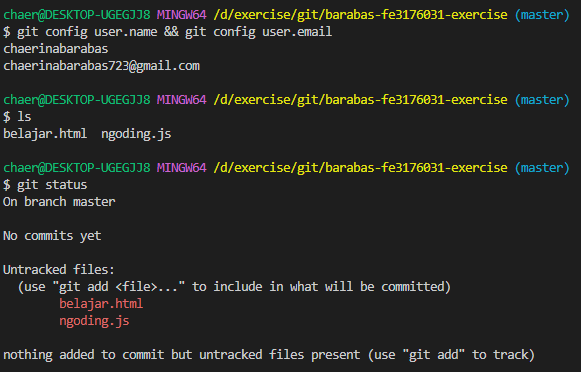 chaer@DESKTOP-UGEGJJ8 MINGW64 /d/exercise/git/barabas-fe3176031-exercise (master)
$ git config user.name && git config user.email
chaerinabarabas
chaerinabarabas723@gmail.com
chaer@DESKTOP-UGEGJJ8 MINGW64 /d/exercise/git/barabas-fe3176031-exercise (master)
$ ls
belajar.html  ngoding.js
chaer@DESKTOP-UGEGJJ8 MINGW64 /d/exercise/git/barabas-fe3176031-exercise (master)
$ git status
On branch master
No commits yet
Untracked files:
  (use "git add <file>..." to include in what will be committed)
        belajar.html
        ngoding.js
nothing added to commit but untracked files present (use "git add" to track)